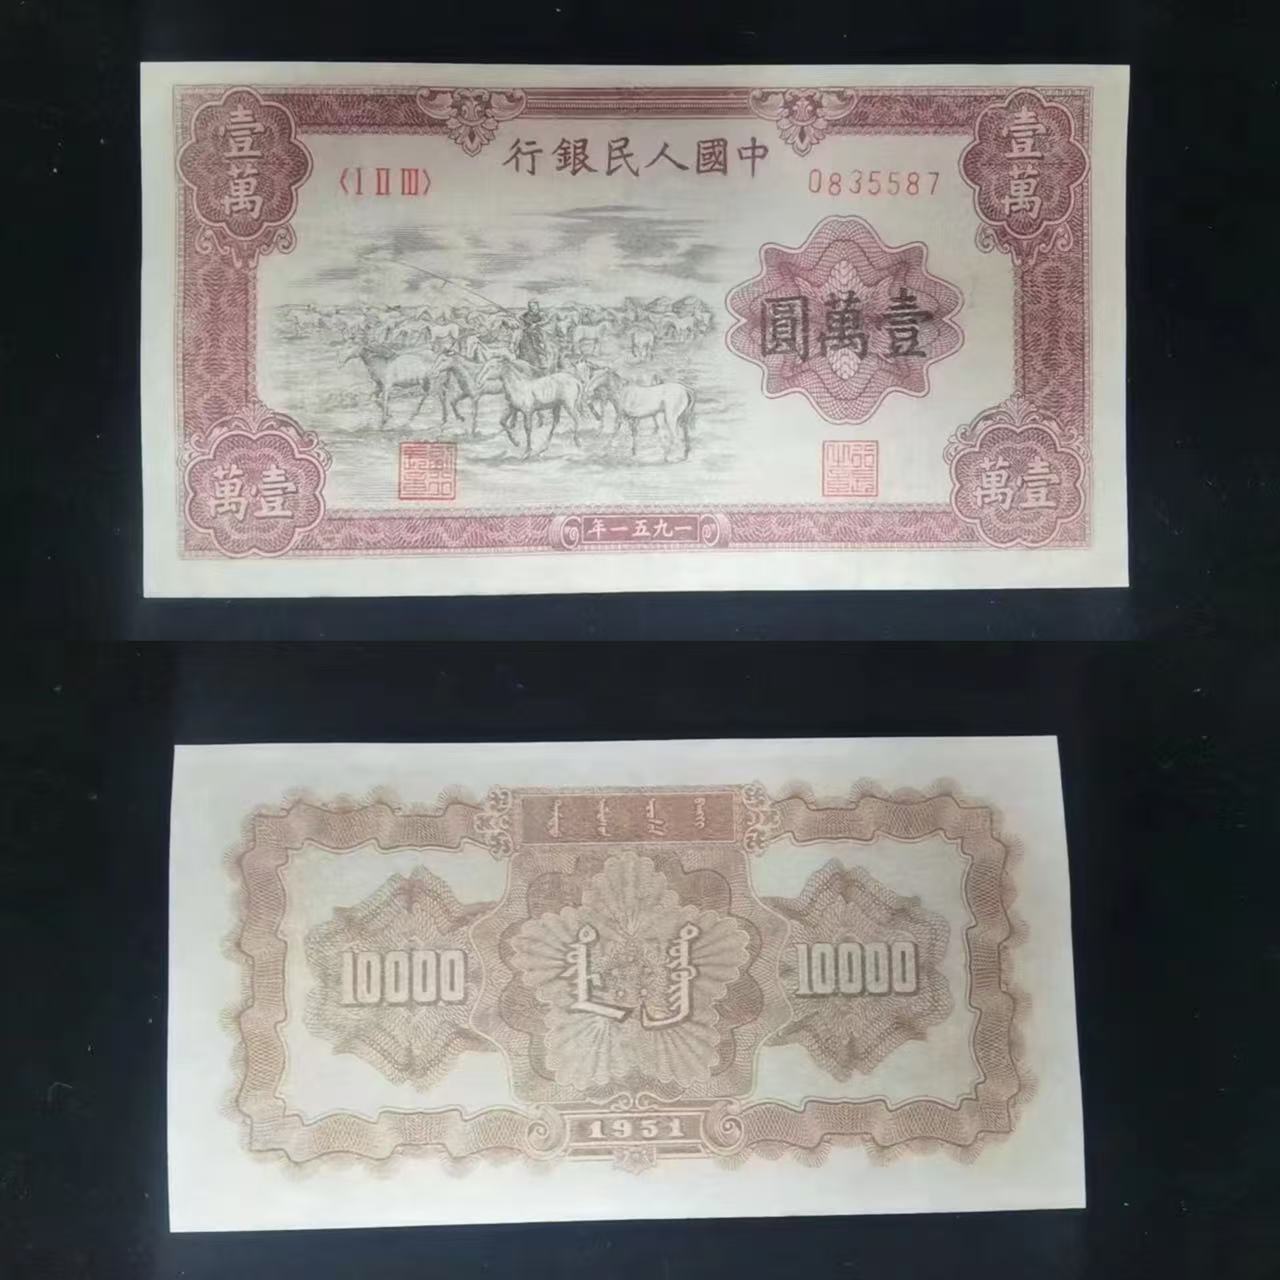 壹萬
中國人民銀行
壹萬
〈I II III〉
0835587
壹萬圓
壹萬
壹萬
一九五一年
10000
10000
1951